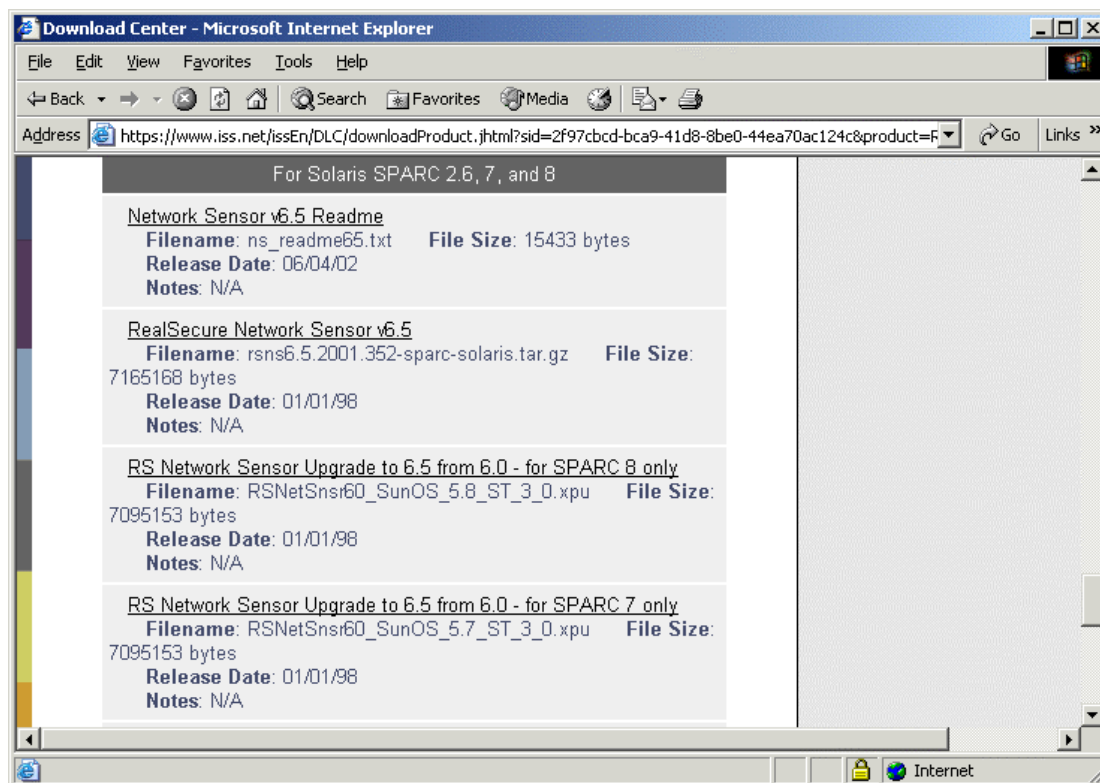 Download Center - Microsoft Internet Explorer
File Edit View Favorites Tools Help
Back Search Favorites Media
Address https://www.iss.net/issEn/DLC/downloadProduct.jhtml?sid=2f97cbcd-bca9-41d8-8be0-44ea70ac124c&product=F Go Links »
For Solaris SPARC 2.6, 7, and 8
Network Sensor v6.5 Readme
Filename: ns_readme65.txt File Size: 15433 bytes
Release Date: 06/04/02
Notes: N/A
RealSecure Network Sensor v6.5
Filename: rsns6.5.2001.352-sparc-solaris.tar.gz File Size:
7165168 bytes
Release Date: 01/01/98
Notes: N/A
RS Network Sensor Upgrade to 6.5 from 6.0 - for SPARC 8 only
Filename: RSNetSnsr60_SunOS_5.8_ST_3_0.xpu File Size:
7095153 bytes
Release Date: 01/01/98
Notes: N/A
RS Network Sensor Upgrade to 6.5 from 6.0 - for SPARC 7 only
Filename: RSNetSnsr60_SunOS_5.7_ST_3_0.xpu File Size:
7095153 bytes
Release Date: 01/01/98
Notes: N/A
Internet